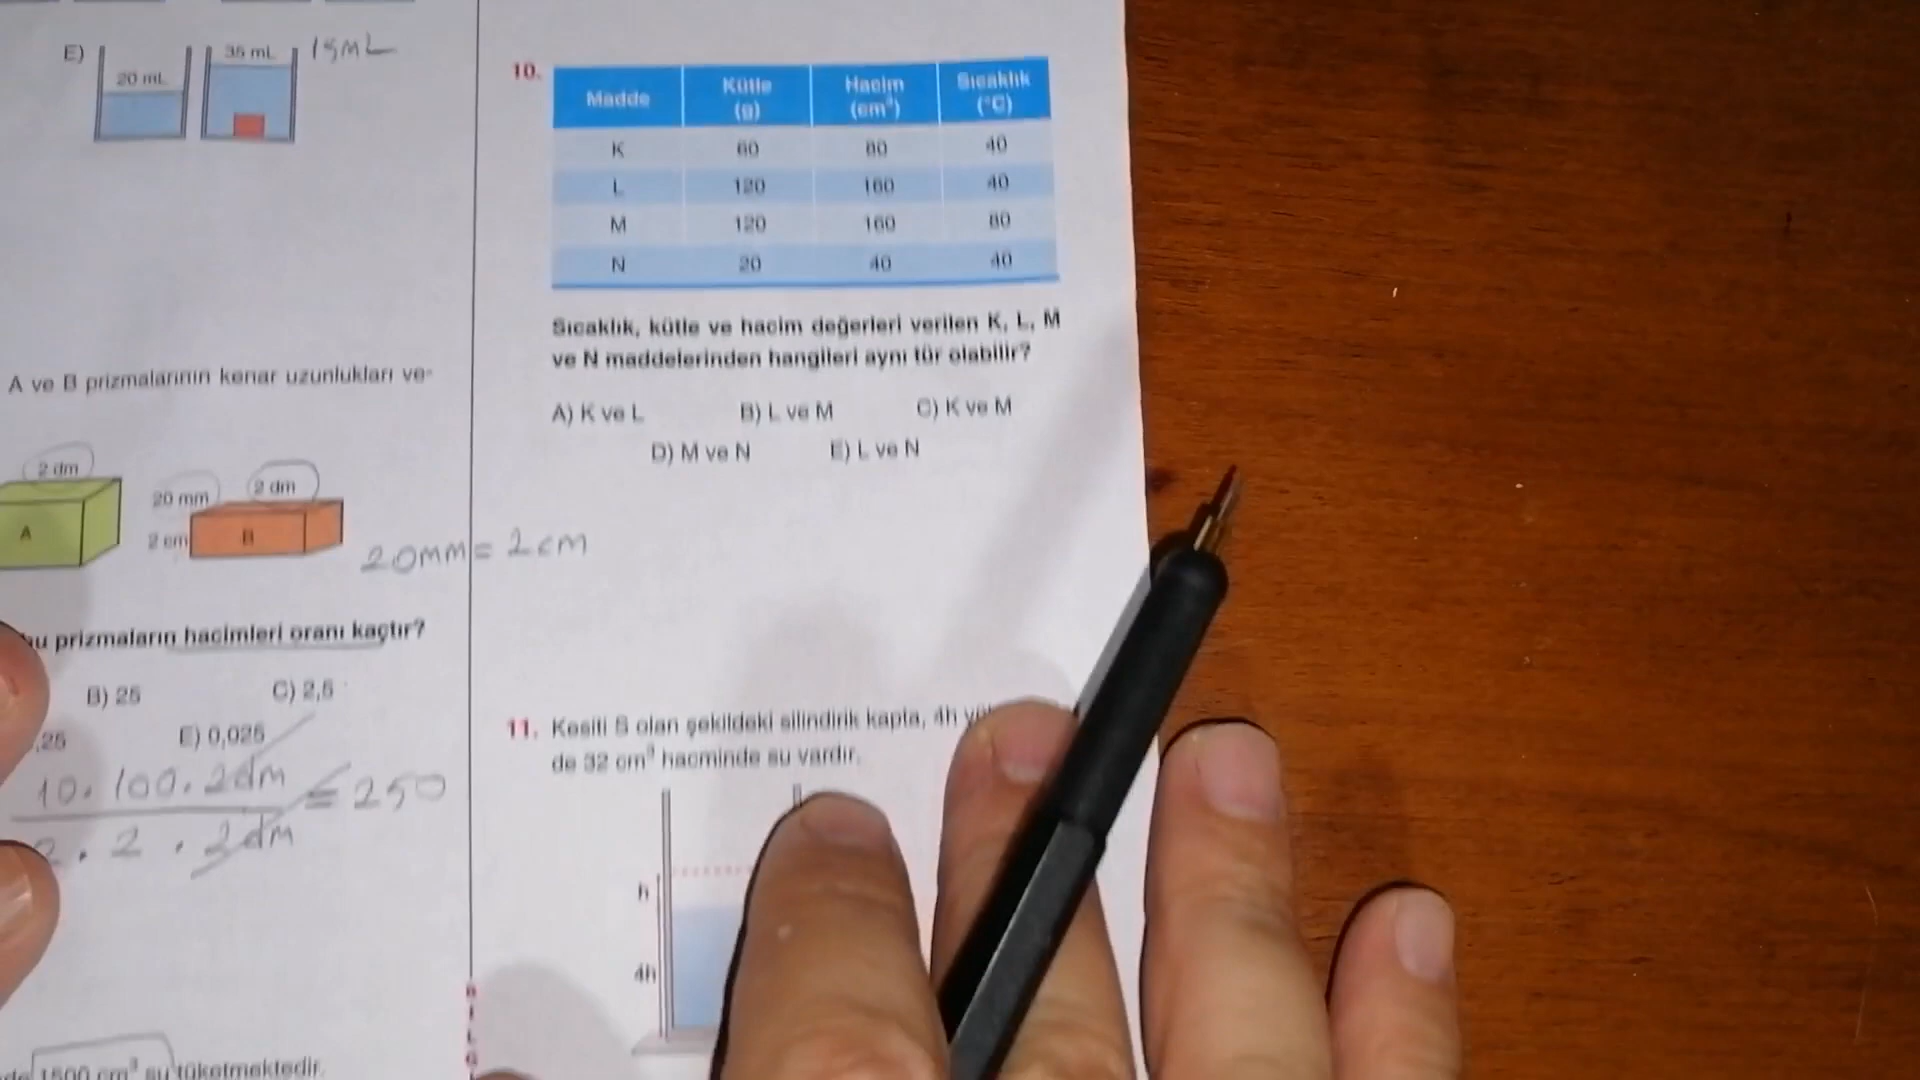 E)
20 mL
35 mL
15mL
A ve B prizmalarının kenar uzunlukları ve-
2 dm
A
20 mm
2 dm
2 cm
B
20mm = 2cm
bu prizmaların hacimleri oranı kaçtır?
B) 25
C) 2,5
,25
E) 0,025
10 . 100 . 2dm = 250
2 . 2 . 2dm
1500 cm³ su tüketmektedir.
10.
Madde Kütle (g) Hacim (cm³) Sıcaklık (°C)
K 60 80 40
L 120 160 40
M 120 160 80
N 20 40 40
Sıcaklık, kütle ve hacim değerleri verilen K, L, M
ve N maddelerinden hangileri aynı tür olabilir?
A) K ve L B) L ve M C) K ve M
D) M ve N E) L ve N
11. Kesiti S olan şekildeki silindirik kapta, 4h
de 32 cm³ hacminde su vardır.
h
4h